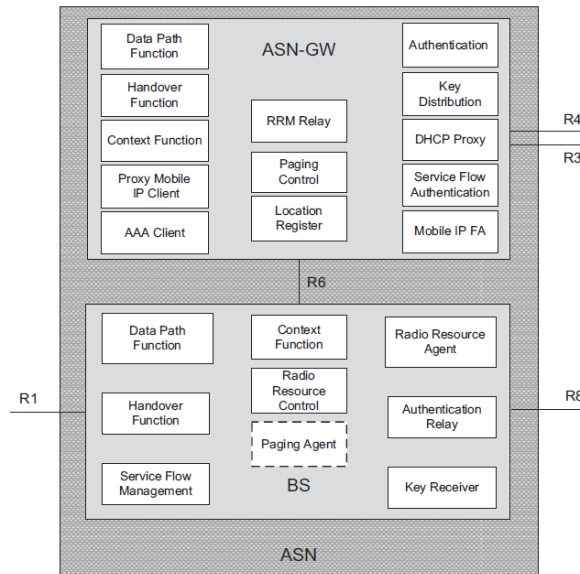 ASN-GW
Data Path
Function
Handover
Function
Context Function
Proxy Mobile
IP Client
AAA Client
RRM Relay
Paging
Control
Location
Register
Authentication
Key
Distribution
DHCP Proxy
Service Flow
Authentication
Mobile IP FA
R4
R3
R6
Data Path
Function
Handover
Function
Service Flow
Management
Context
Function
Radio
Resource
Control
Paging Agent
BS
Radio Resource
Agent
Authentication
Relay
Key Receiver
R1
R8
ASN